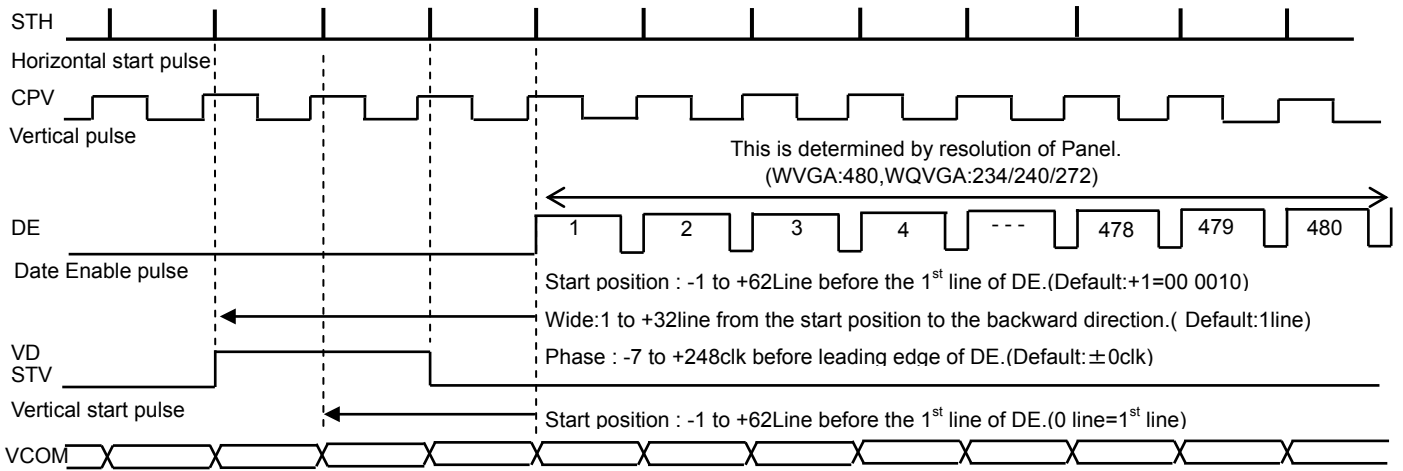 STH
Horizontal start pulse
CPV
Vertical pulse
This is determined by resolution of Panel.
(WVGA:480,WQVGA:234/240/272)
DE
1 2 3 4 - - - 478 479 480
Date Enable pulse
Start position : -1 to +62Line before the 1st line of DE.(Default:+1=00 0010)
Wide:1 to +32line from the start position to the backward direction.( Default:1line)
VD
Phase : -7 to +248clk before leading edge of DE.(Default:±0clk)
STV
Vertical start pulse
Start position : -1 to +62Line before the 1st line of DE.(0 line=1st line)
VCOM